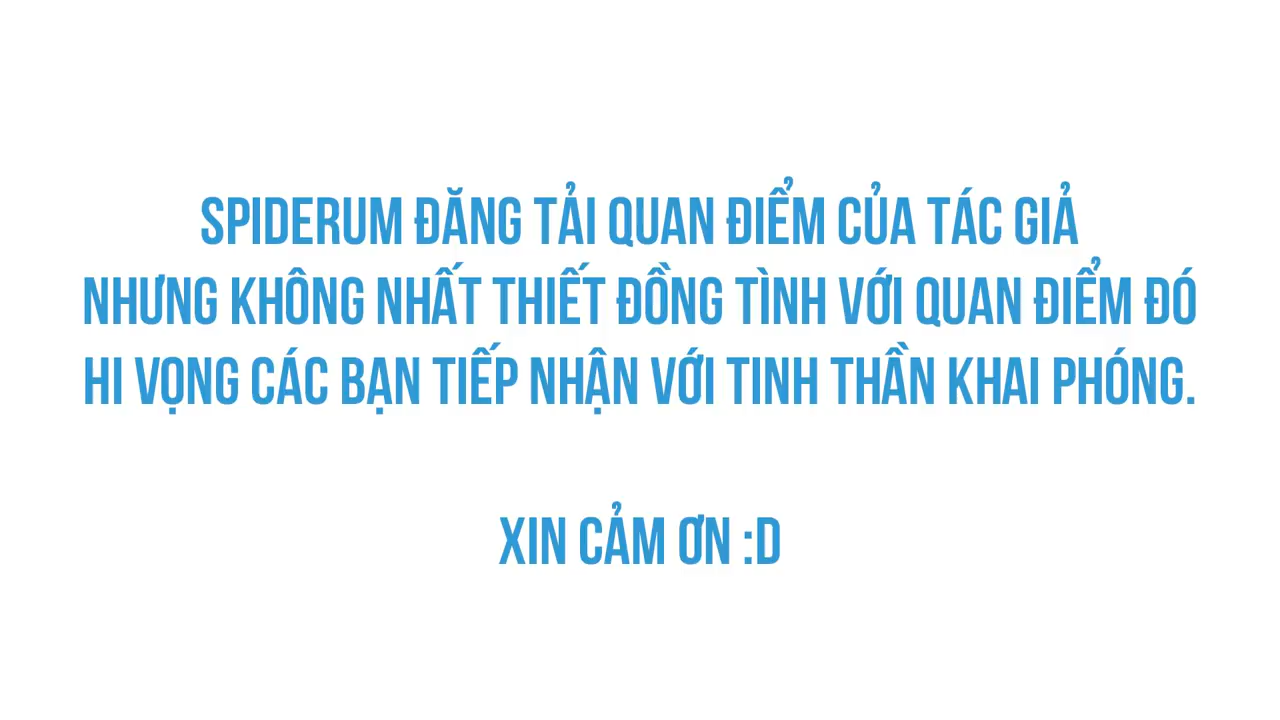 SPIDERUM ĐĂNG TẢI QUAN ĐIỂM CỦA TÁC GIẢ
NHƯNG KHÔNG NHẤT THIẾT ĐỒNG TÌNH VỚI QUAN ĐIỂM ĐÓ
HI VỌNG CÁC BẠN TIẾP NHẬN VỚI TINH THẦN KHAI PHÓNG.
XIN CẢM ƠN :D